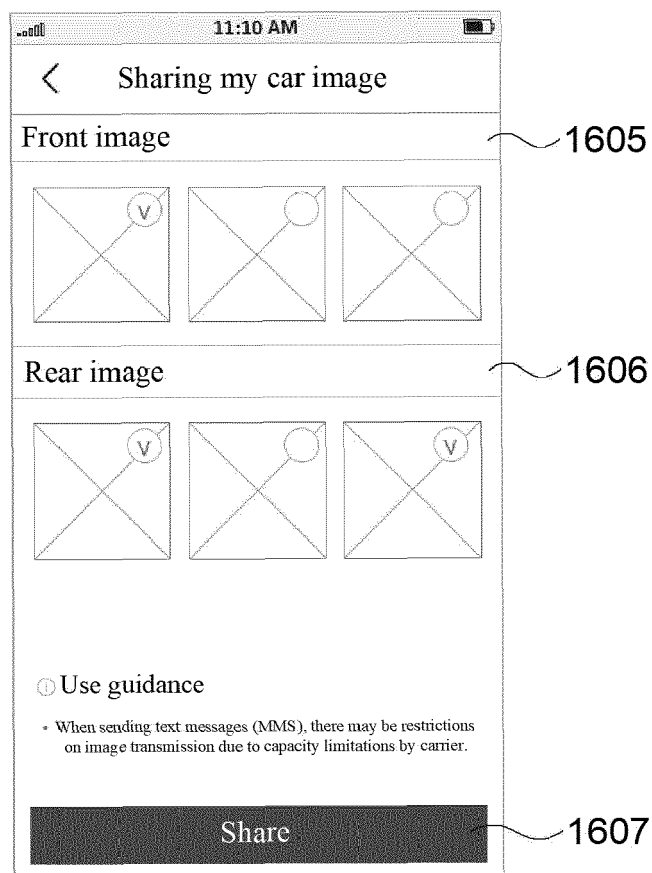 11:10 AM
Sharing my car image
Front image
1605
V
Rear image
1606
V V
ⓘ Use guidance
* When sending text messages (MMS), there may be restrictions
on image transmission due to capacity limitations by carrier.
Share
1607